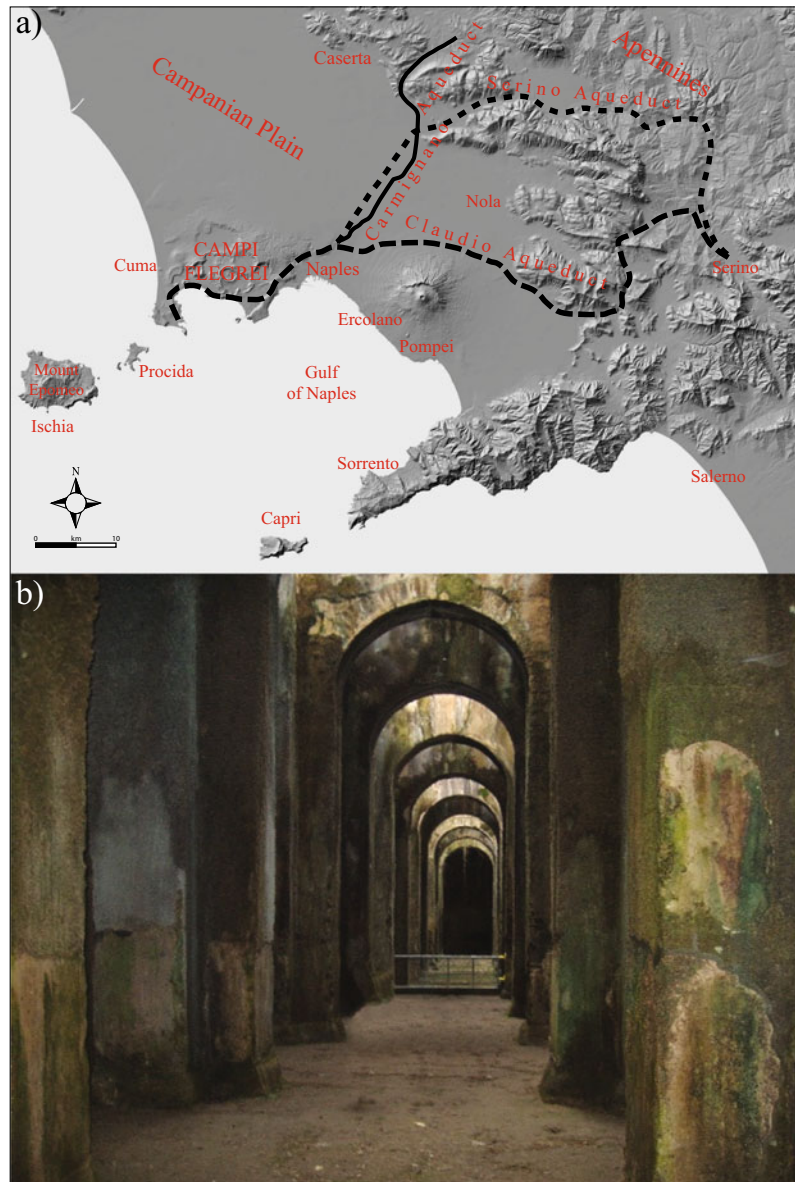 a)
Caserta
Campanian Plain
Aqueduct
Carmignano
Apennines
Serino Aqueduct
Nola
Claudio Aqueduct
CAMPI
FLEGREI
Cuma
Naples
Serino
Ercolano
Pompei
Mount
Epomeo
Procida
Gulf
of Naples
Ischia
Sorrento
Salerno
N
Capri
0 km 10
b)